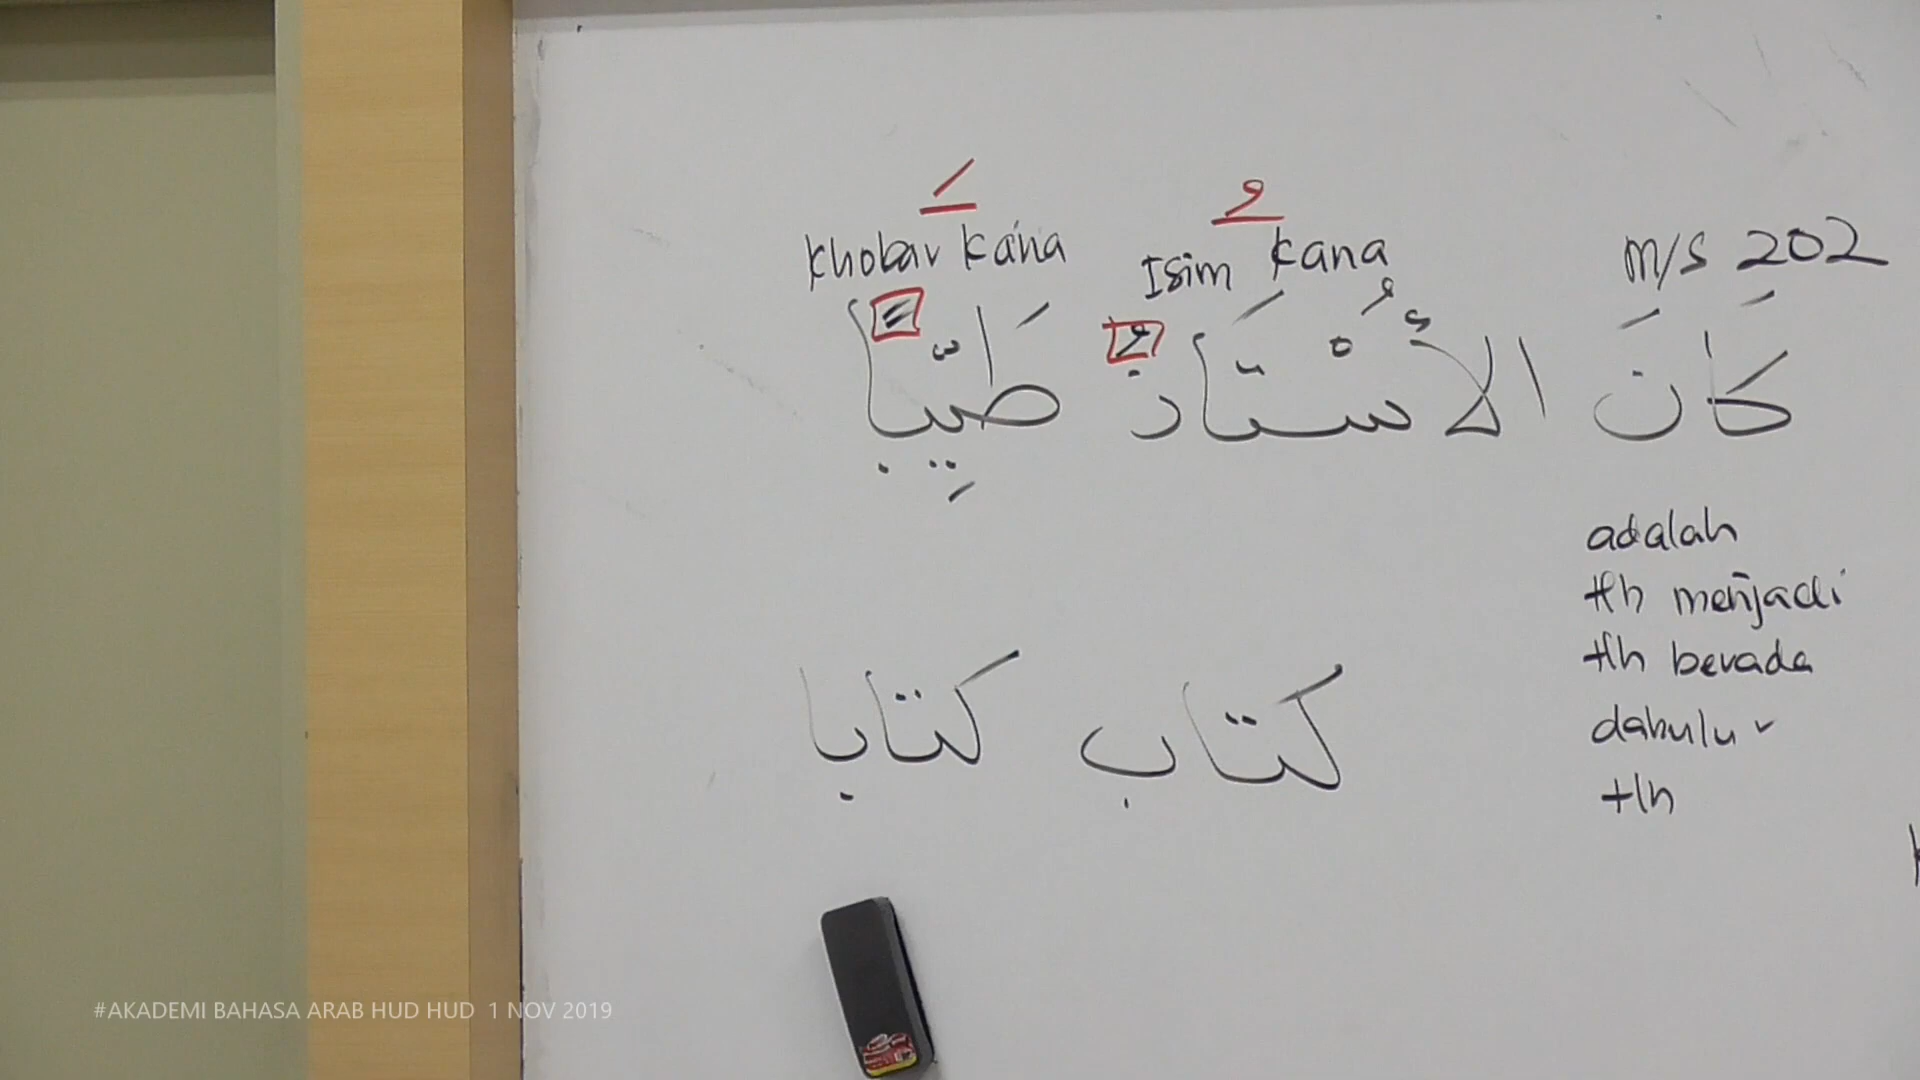 Khobar Kana
Isim Kana
m/s 202
كَانَ الأُسْتَاذُ طَيِّبًا
adalah
tlh menjadi
tlh berada
dahulu ✓
tlh
كتاب كتابا
#AKADEMI BAHASA ARAB HUD HUD 1 NOV 2019